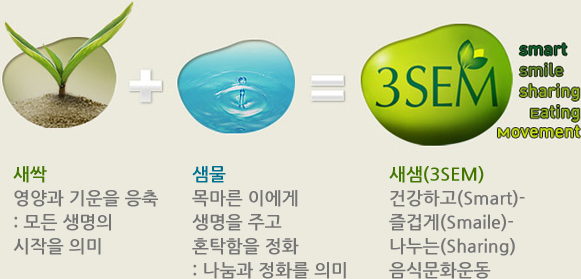 3SEM
smart
smile
sharing
Eating
Movement
새싹
영양과 기운을 응축
: 모든 생명의
시작을 의미
샘물
목마른 이에게
생명을 주고
혼탁함을 정화
: 나눔과 정화를 의미
새샘(3SEM)
건강하고(Smart)-
즐겁게(Smaile)-
나누는(Sharing)
음식문화운동